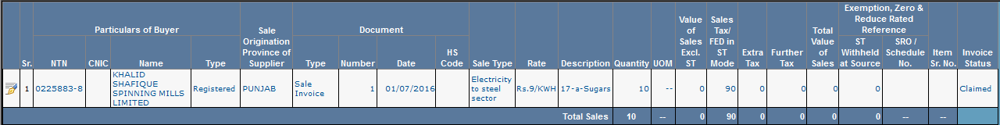 Exemption, Zero &
Reduce Rated
Reference
Particulars of Buyer
Document
Sr.
NTN
CNIC
Name
Type
Sale
Origination
Province of
Supplier
Type
Number
Date
HS
Code
Sale Type
Rate
Description
Quantity
UOM
Value
of
Sales
Excl.
ST
Sales
Tax/
FED in
ST
Mode
Extra
Tax
Further
Tax
Total
Value
of
Sales
ST
Withheld
at Source
SRO /
Schedule
No.
Item
Sr. No.
Invoice
Status
1
0225883-8
KHALID
SHAFIQUE
SPINNING MILLS
LIMITED
Registered
PUNJAB
Sale
Invoice
1
01/07/2016
Electricity
to steel
sector
Rs.9/KWH
17-a-Sugars
10
--
0
90
0
0
0
0
Claimed
Total Sales
10
--
0
90
0
0
0
0
--
--